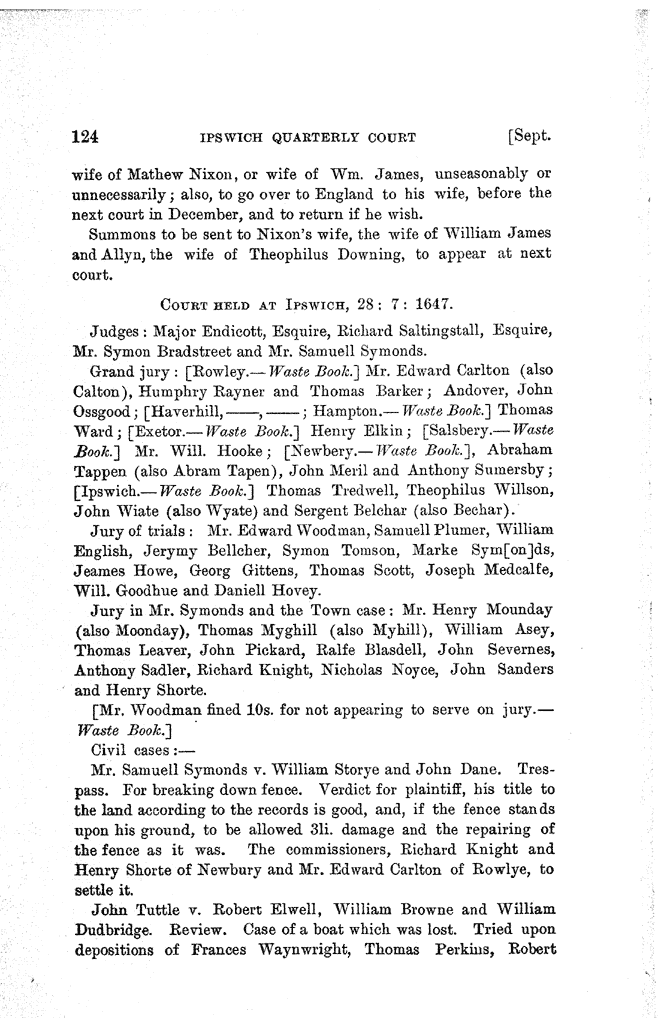 124 IPSWICH QUARTERLY COURT [Sept.
wife of Mathew Nixon, or wife of Wm. James, unseasonably or
unnecessarily; also, to go over to England to his wife, before the
next court in December, and to return if he wish.
Summons to be sent to Nixon's wife, the wife of William James
and Allyn, the wife of Theophilus Downing, to appear at next
court.
COURT HELD AT IPSWICH, 28: 7: 1647.
Judges: Major Endicott, Esquire, Richard Saltingstall, Esquire,
Mr. Symon Bradstreet and Mr. Samuell Symonds.
Grand jury: [Rowley.—Waste Book.] Mr. Edward Carlton (also
Calton), Humphry Rayner and Thomas Barker; Andover, John
Ossgood; [Haverhill, ——, ——; Hampton.—Waste Book.] Thomas
Ward; [Exetor.—Waste Book.] Henry Elkin; [Salsbery.—Waste
Book.] Mr. Will. Hooke; [Newbery.—Waste Book.], Abraham
Tappen (also Abram Tapen), John Meril and Anthony Sumersby;
[Ipswich.—Waste Book.] Thomas Tredwell, Theophilus Willson,
John Wiate (also Wyate) and Sergent Belchar (also Bechar).
Jury of trials: Mr. Edward Woodman, Samuell Plumer, William
English, Jerymy Bellcher, Symon Tomson, Marke Sym[on]ds,
Jeames Howe, Georg Gittens, Thomas Scott, Joseph Medcalfe,
Will. Goodhue and Daniell Hovey.
Jury in Mr. Symonds and the Town case: Mr. Henry Mounday
(also Moonday), Thomas Myghill (also Myhill), William Asey,
Thomas Leaver, John Pickard, Ralfe Blasdell, John Severnes,
Anthony Sadler, Richard Knight, Nicholas Noyce, John Sanders
and Henry Shorte.
[Mr. Woodman fined 10s. for not appearing to serve on jury.—
Waste Book.]
Civil cases:—
Mr. Samuell Symonds v. William Storye and John Dane. Tres-
pass. For breaking down fence. Verdict for plaintiff, his title to
the land according to the records is good, and, if the fence stands
upon his ground, to be allowed 3li. damage and the repairing of
the fence as it was. The commissioners, Richard Knight and
Henry Shorte of Newbury and Mr. Edward Carlton of Rowlye, to
settle it.
John Tuttle v. Robert Elwell, William Browne and William
Dudbridge. Review. Case of a boat which was lost. Tried upon
depositions of Frances Waynwright, Thomas Perkins, Robert